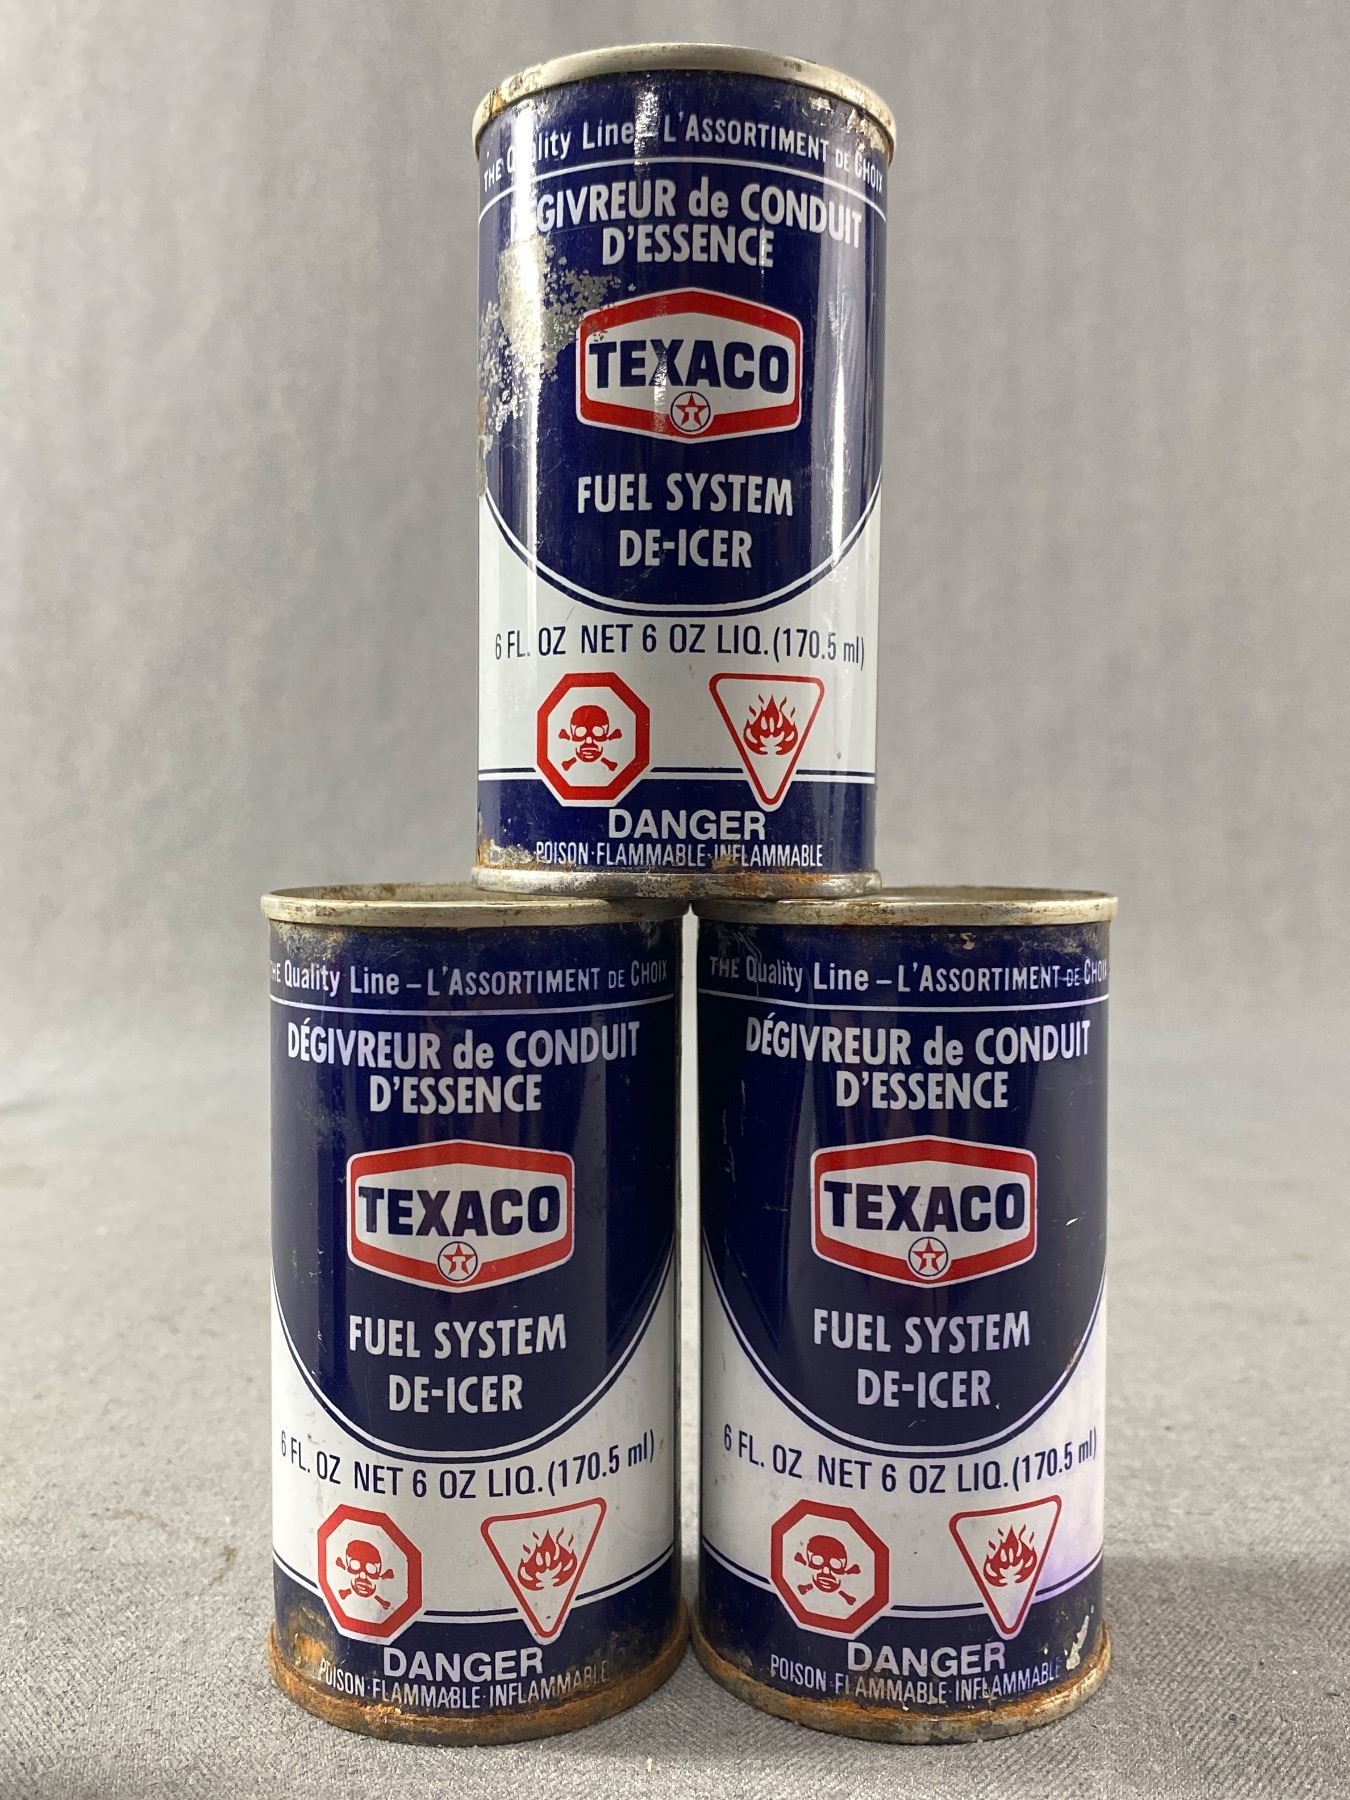 THE Quality Line – L'ASSORTIMENT DE CHOIX
DÉGIVREUR de CONDUIT
D'ESSENCE
TEXACO
T
FUEL SYSTEM
DE-ICER
6 FL. OZ NET 6 OZ LIQ. (170.5 ml)
DANGER
POISON·FLAMMABLE·INFLAMMABLE
THE Quality Line – L'ASSORTIMENT DE CHOIX
DÉGIVREUR de CONDUIT
D'ESSENCE
TEXACO
T
FUEL SYSTEM
DE-ICER
6 FL. OZ NET 6 OZ LIQ. (170.5 ml)
DANGER
POISON·FLAMMABLE·INFLAMMABLE
THE Quality Line – L'ASSORTIMENT DE CHOIX
DÉGIVREUR de CONDUIT
D'ESSENCE
TEXACO
T
FUEL SYSTEM
DE-ICER
6 FL. OZ NET 6 OZ LIQ. (170.5 ml)
DANGER
POISON·FLAMMABLE·INFLAMMABLE